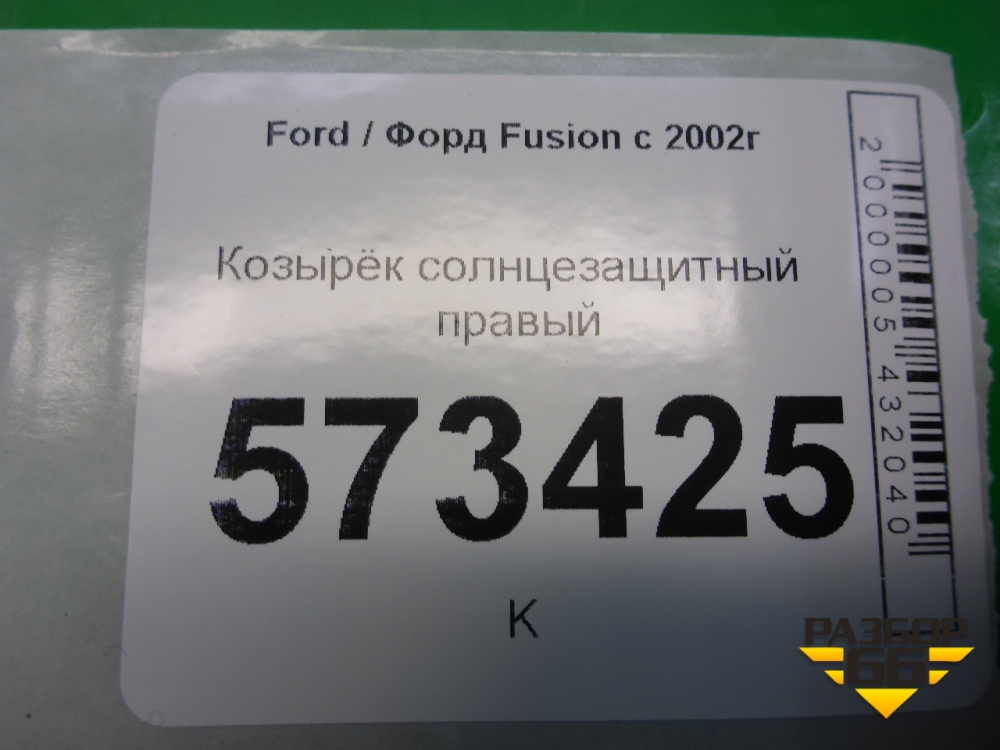 Ford / Форд Fusion с 2002г
Козырёк солнцезащитный
правый
573425
К
2000005432040
РАЗБОР
66